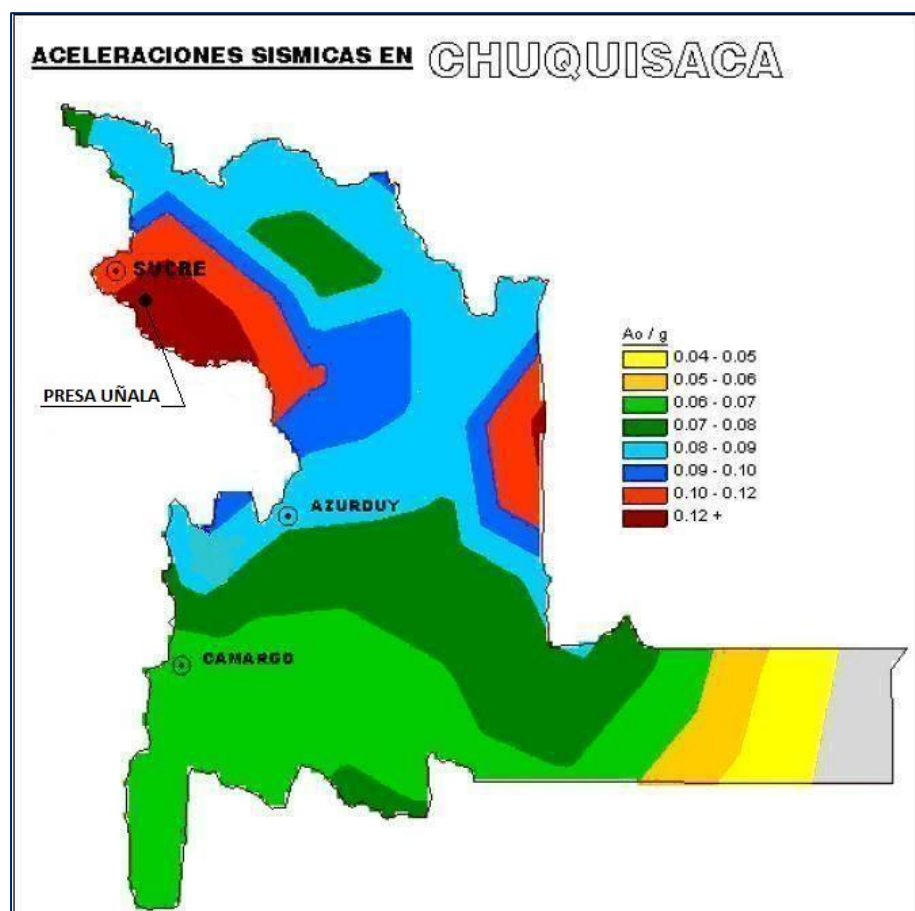 ACELERACIONES SISMICAS EN CHUQUISACA
SUCRE
PRESA UÑALA
Ao / g
0.04 - 0.05
0.05 - 0.06
0.06 - 0.07
0.07 - 0.08
0.08 - 0.09
0.09 - 0.10
0.10 - 0.12
0.12 +
AZURDUY
CAMARGO